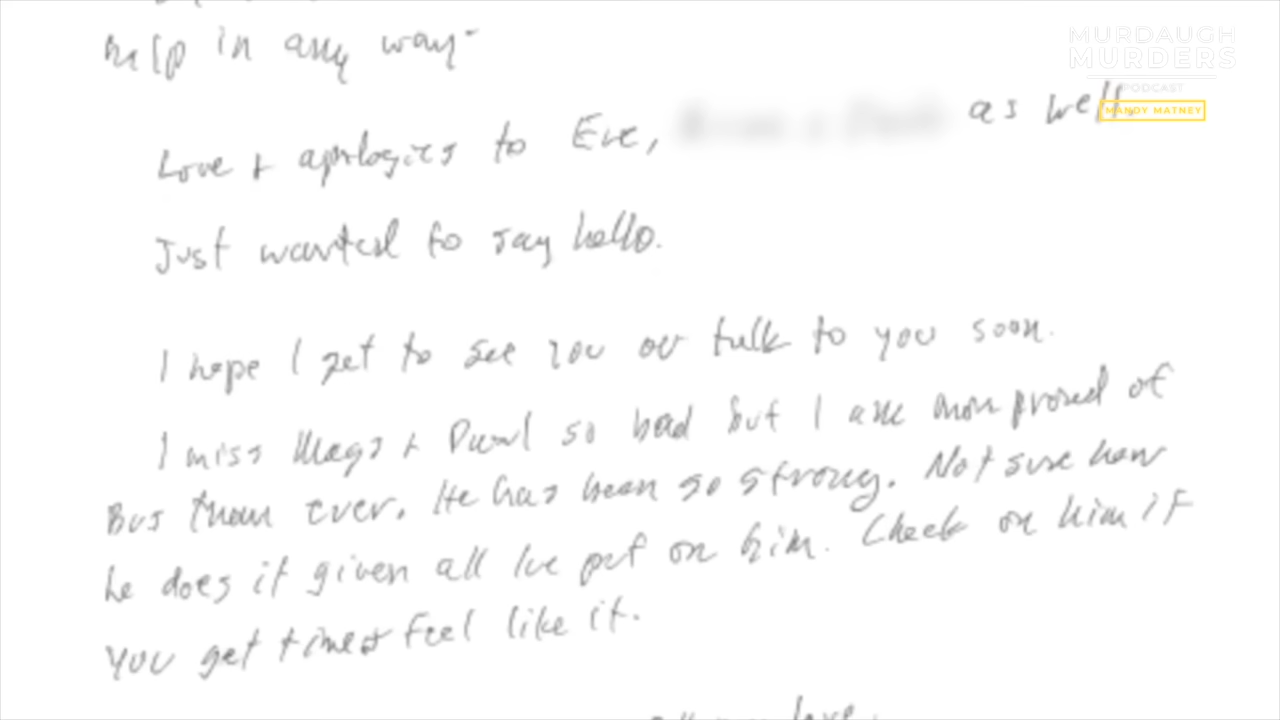 help in any way.
MURDAUGH
MURDERS
PODCAST
MANDY MATNEY
Love + apologies to Eve, as well.
Just wanted to say hello.
I hope I get to see you or talk to you soon.
I miss Mags + Paul so bad but I am more proud of
Bus than ever. He has been so strong. Not sure how
he does it given all Ive put on him. Check on him if
you get time + feel like it.
love,